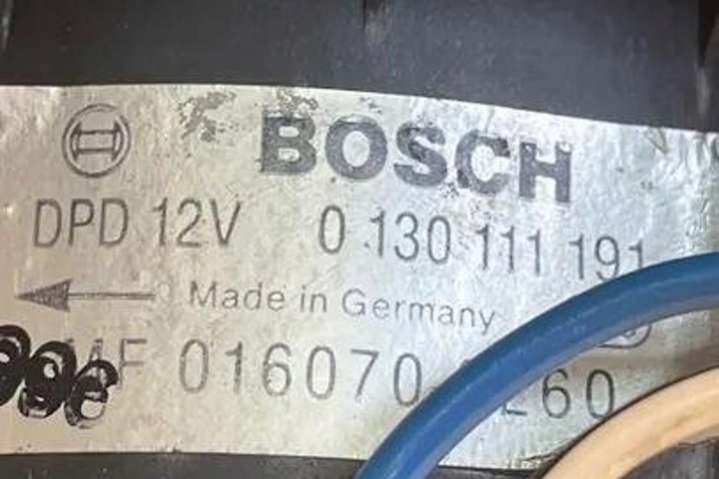 BOSCH
DPD 12V 0 130 111 191
Made in Germany
016070